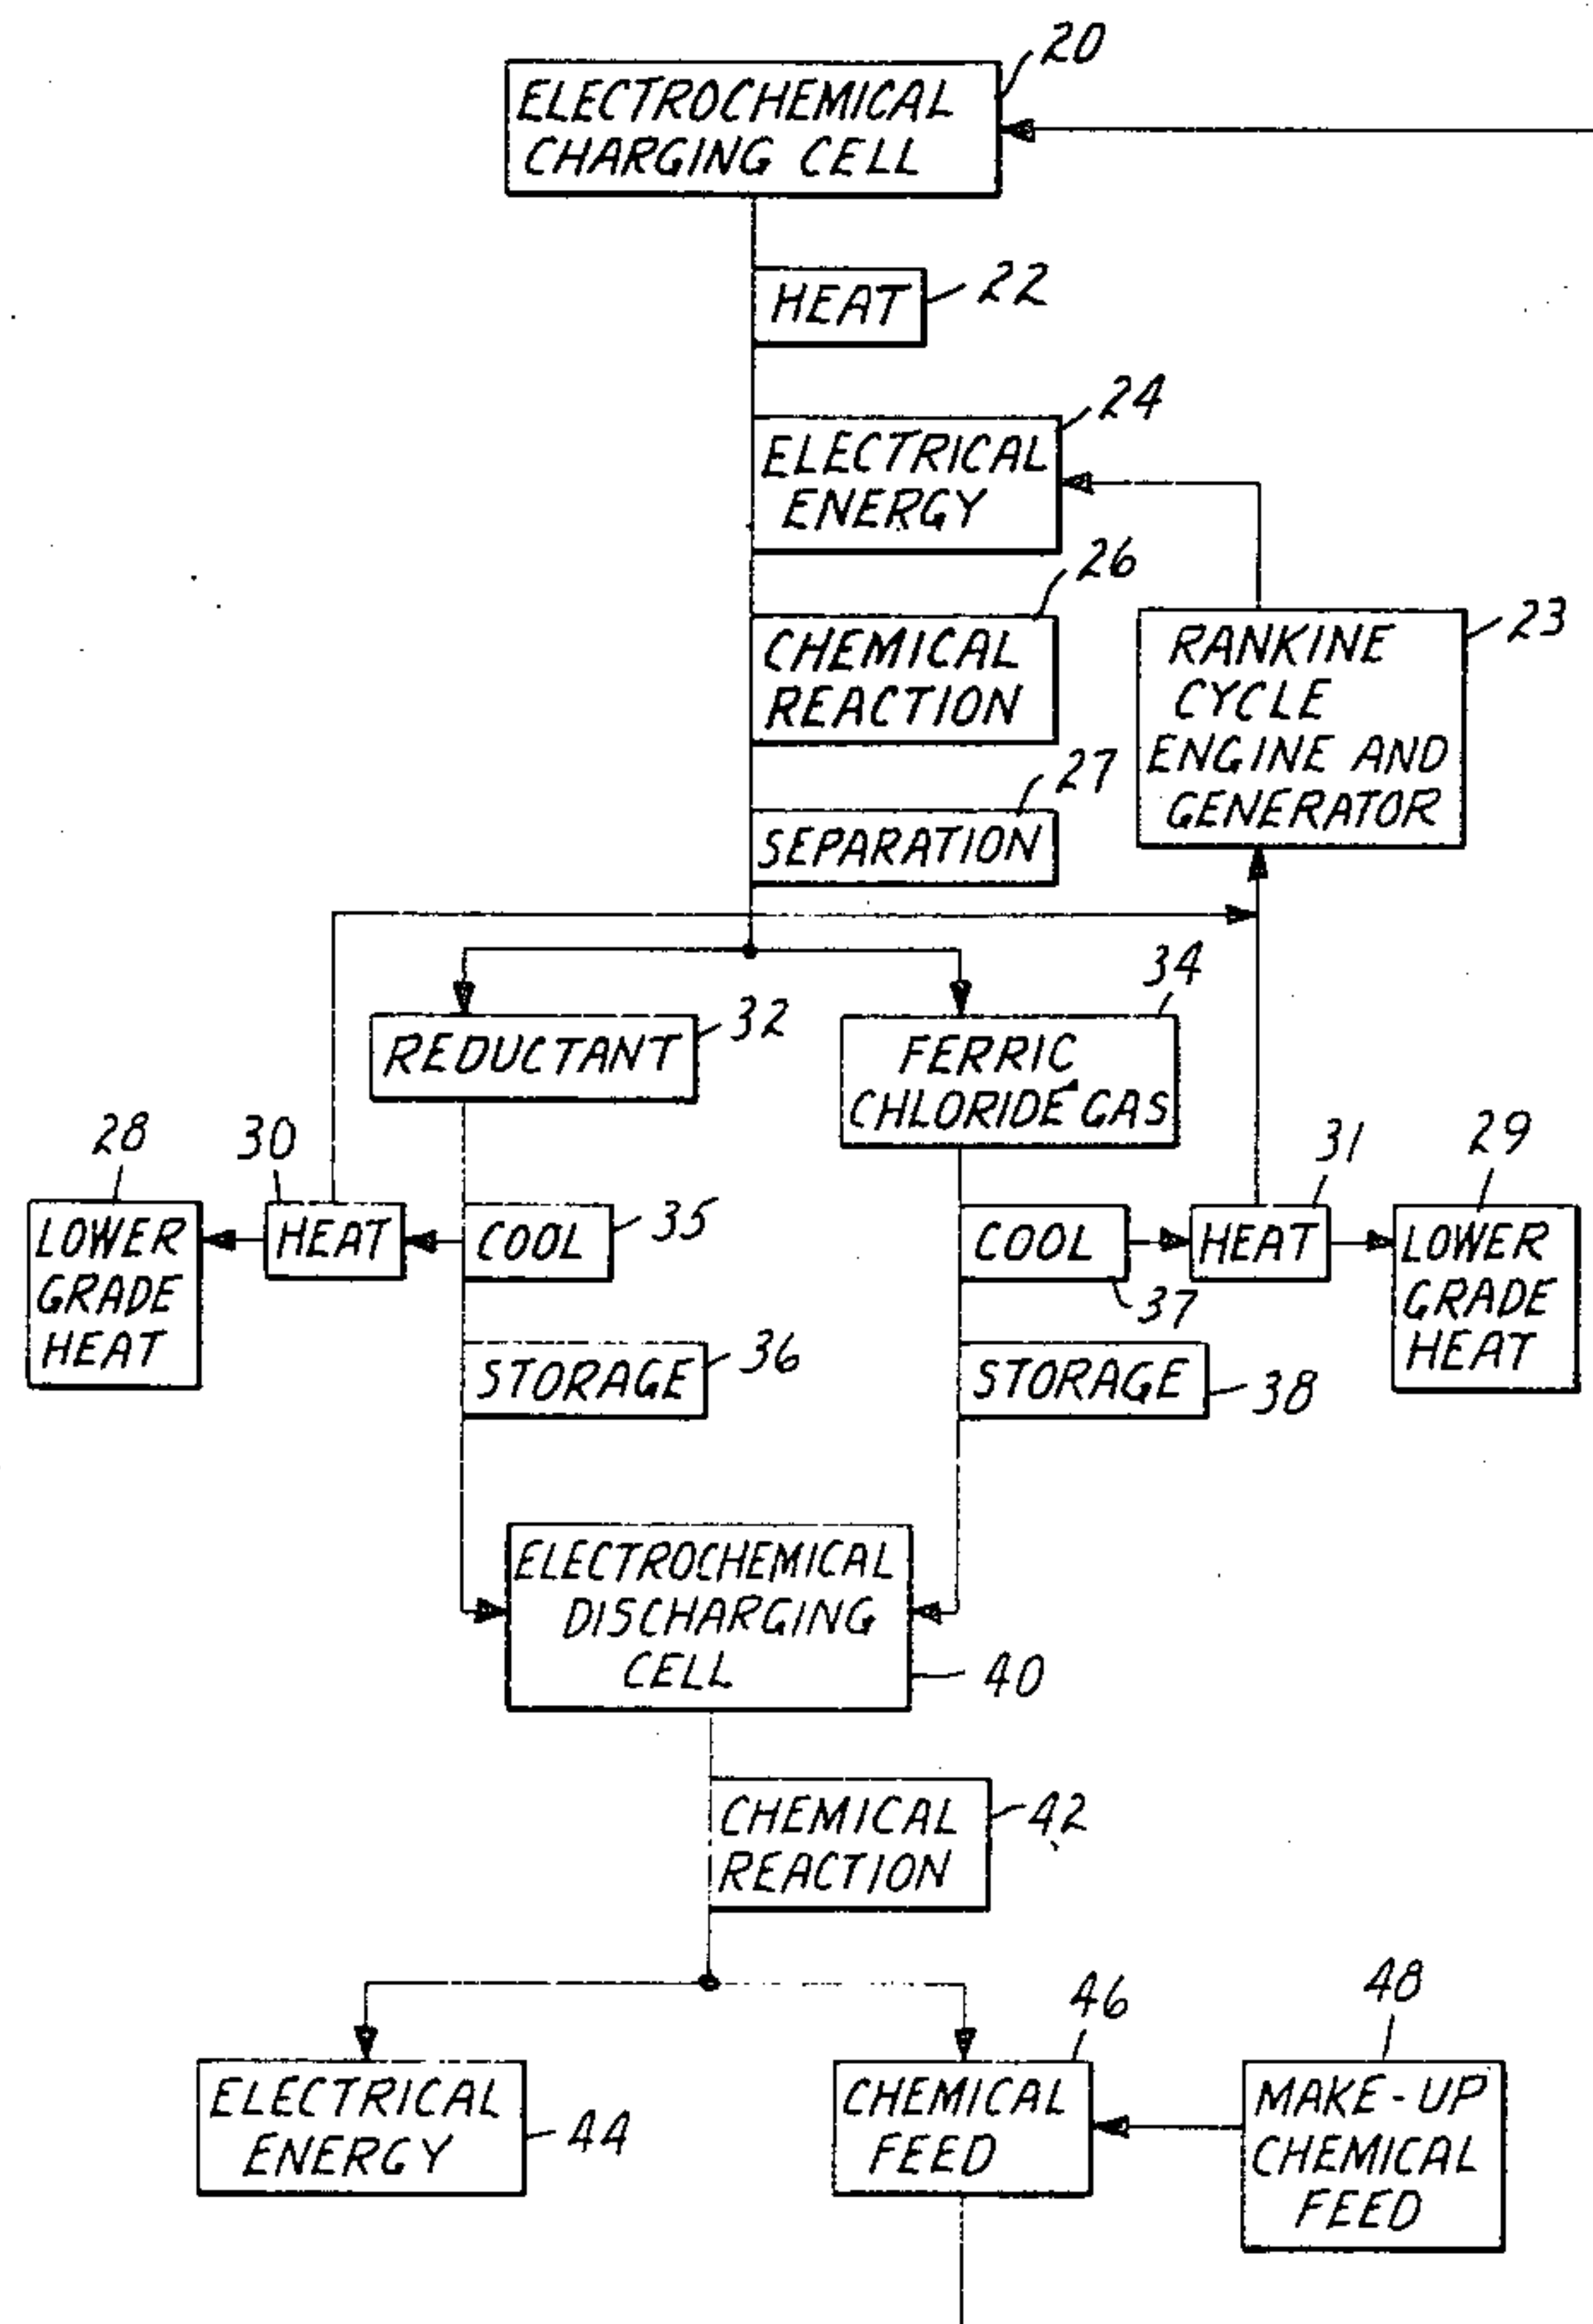 20
ELECTROCHEMICAL
CHARGING CELL
HEAT
22
24
ELECTRICAL
ENERGY
26
CHEMICAL
REACTION
23
RANKINE
CYCLE
ENGINE AND
GENERATOR
27
SEPARATION
34
32
REDUCTANT
FERRIC
CHLORIDE GAS
28
30
31
29
LOWER
GRADE
HEAT
HEAT
COOL
35
COOL
37
HEAT
LOWER
GRADE
HEAT
STORAGE
36
STORAGE
38
ELECTROCHEMICAL
DISCHARGING
CELL
40
CHEMICAL
REACTION
42
46
48
ELECTRICAL
ENERGY
44
CHEMICAL
FEED
MAKE-UP
CHEMICAL
FEED